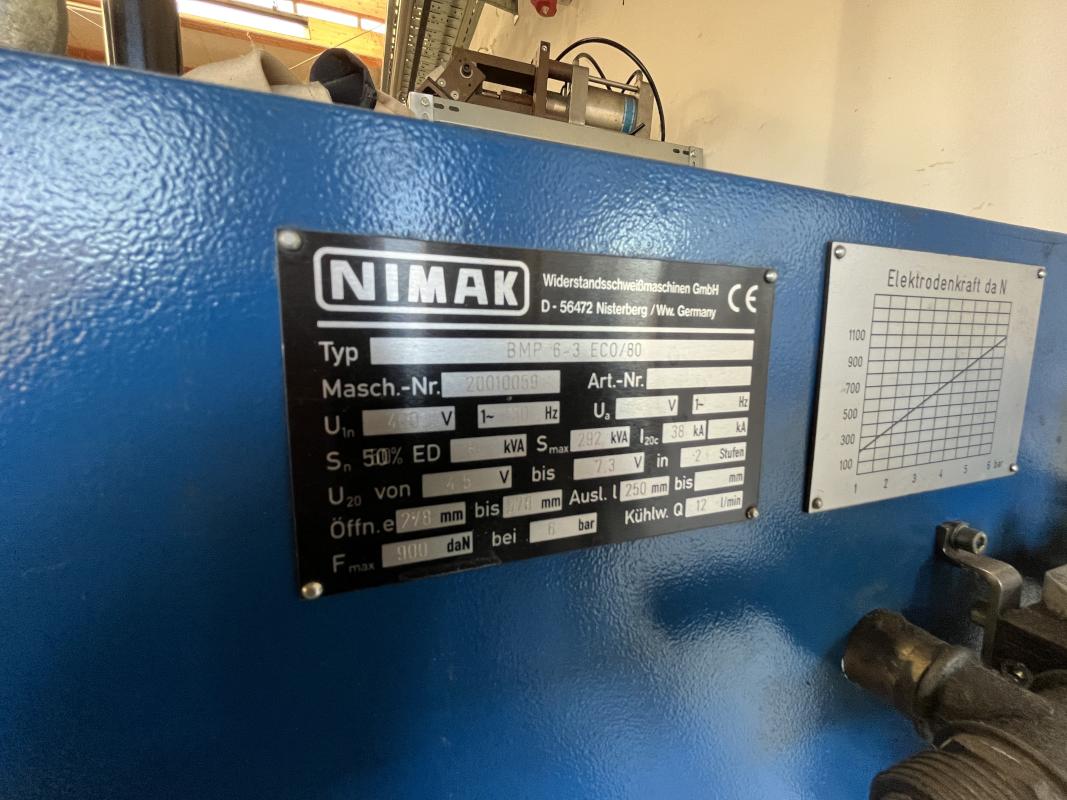 NIMAK
Widerstandsschweißmaschinen GmbH
D - 56472 Nisterberg / Ww. Germany
CE
Typ BMP 6-3 ECO/80
Masch.-Nr. 20010059 Art.-Nr.
U1n V 1~ Hz Ua V 1~ Hz
Sn 50% ED kVA Smax 292 kVA I20c 38 kA kA
U20 von 4.5 V bis 7.3 V in 2 Stufen
Öffn.e mm bis mm Ausl. l 250 mm bis mm
Fmax 900 daN bei 6 bar Kühlw. Q 12 l/min
Elektrodenkraft da N
1100
900
700
500
300
100
1 2 3 4 5 6 bar